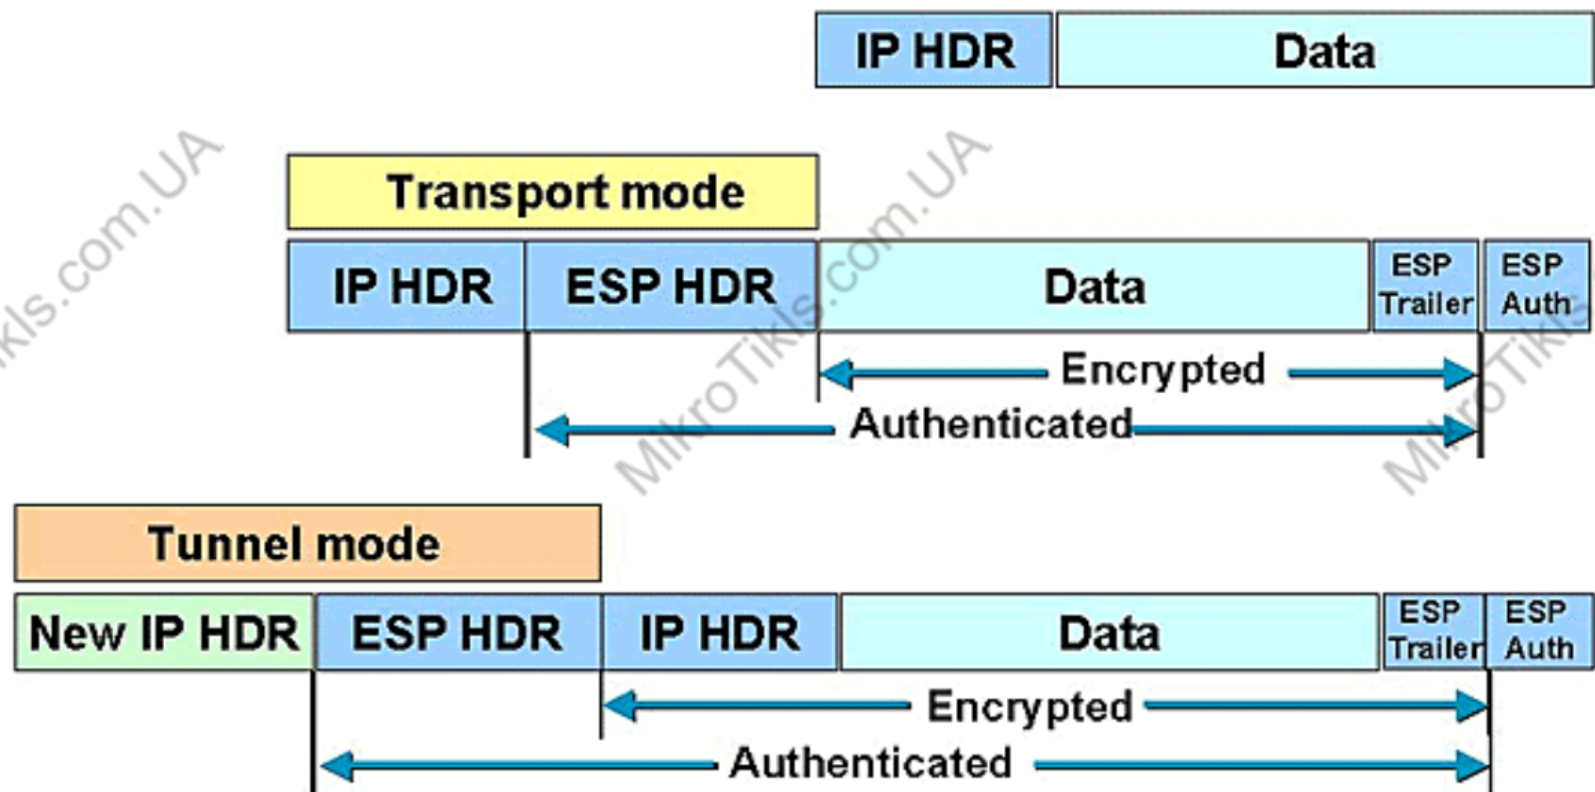 IP HDR Data
Transport mode
IP HDR ESP HDR Data ESP Trailer ESP Auth
Encrypted
Authenticated
Tunnel mode
New IP HDR ESP HDR IP HDR Data ESP Trailer ESP Auth
Encrypted
Authenticated
kls.com.UA
MikroTikls.com.UA
MikroTikls